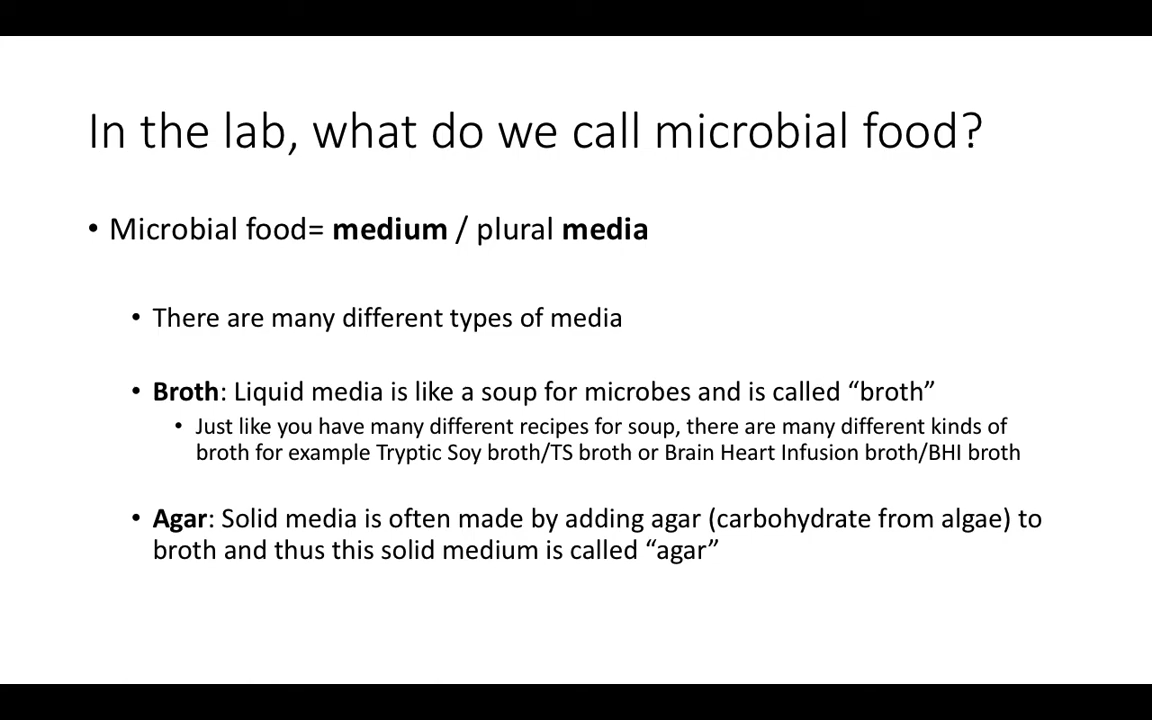 In the lab, what do we call microbial food?
• Microbial food= medium / plural media
• There are many different types of media
• Broth: Liquid media is like a soup for microbes and is called “broth”
• Just like you have many different recipes for soup, there are many different kinds of
broth for example Tryptic Soy broth/TS broth or Brain Heart Infusion broth/BHI broth
• Agar: Solid media is often made by adding agar (carbohydrate from algae) to
broth and thus this solid medium is called “agar”